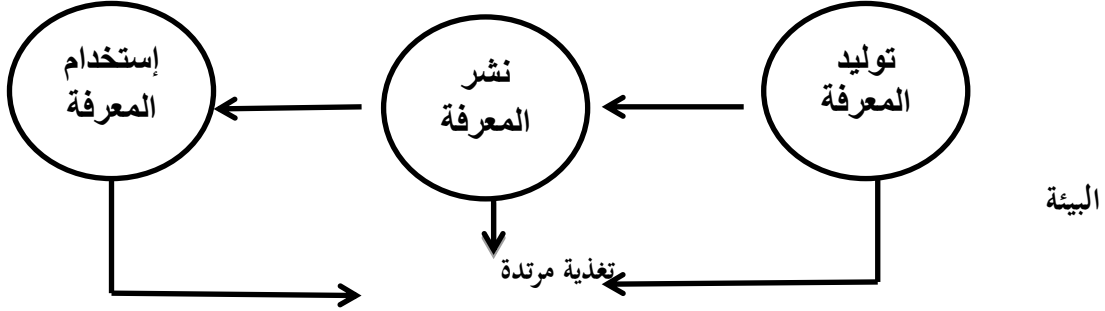 توليد
المعرفة
نشر
المعرفة
إستخدام
المعرفة
البيئة
تغذية مرتدة